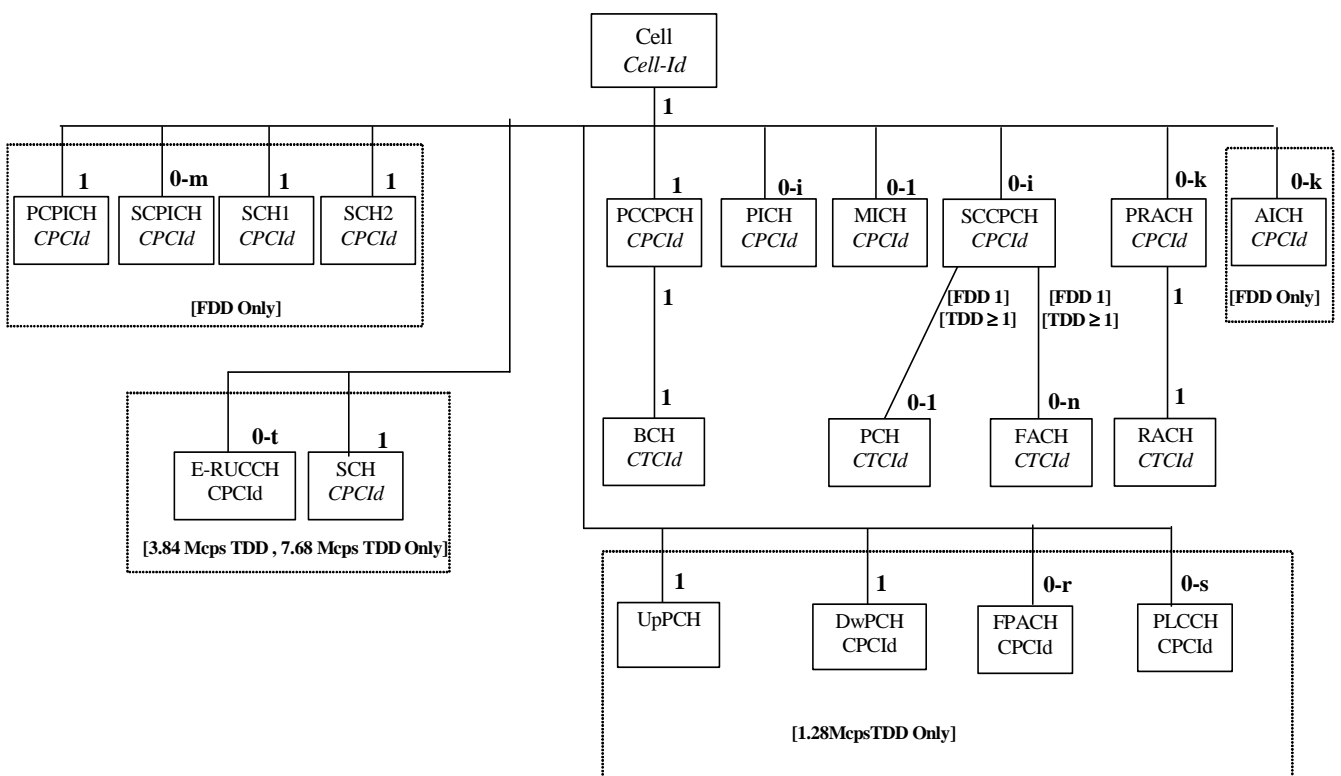 Cell
Cell-Id
1
1
0-m
1
1
1
0-i
0-1
0-i
0-k
0-k
PCPICH
CPCId
SCPICH
CPCId
SCH1
CPCId
SCH2
CPCId
PCCPCH
CPCId
PICH
CPCId
MICH
CPCId
SCCPCH
CPCId
PRACH
CPCId
AICH
CPCId
[FDD Only]
1
[FDD 1]
[TDD ≥ 1]
[FDD 1]
[TDD ≥ 1]
1
[FDD Only]
1
0-1
0-n
1
BCH
CTCId
PCH
CTCId
FACH
CTCId
RACH
CTCId
0-t
1
E-RUCCH
CPCId
SCH
CPCId
[3.84 Mcps TDD , 7.68 Mcps TDD Only]
1
1
0-r
0-s
UpPCH
DwPCH
CPCId
FPACH
CPCId
PLCCH
CPCId
[1.28McpsTDD Only]